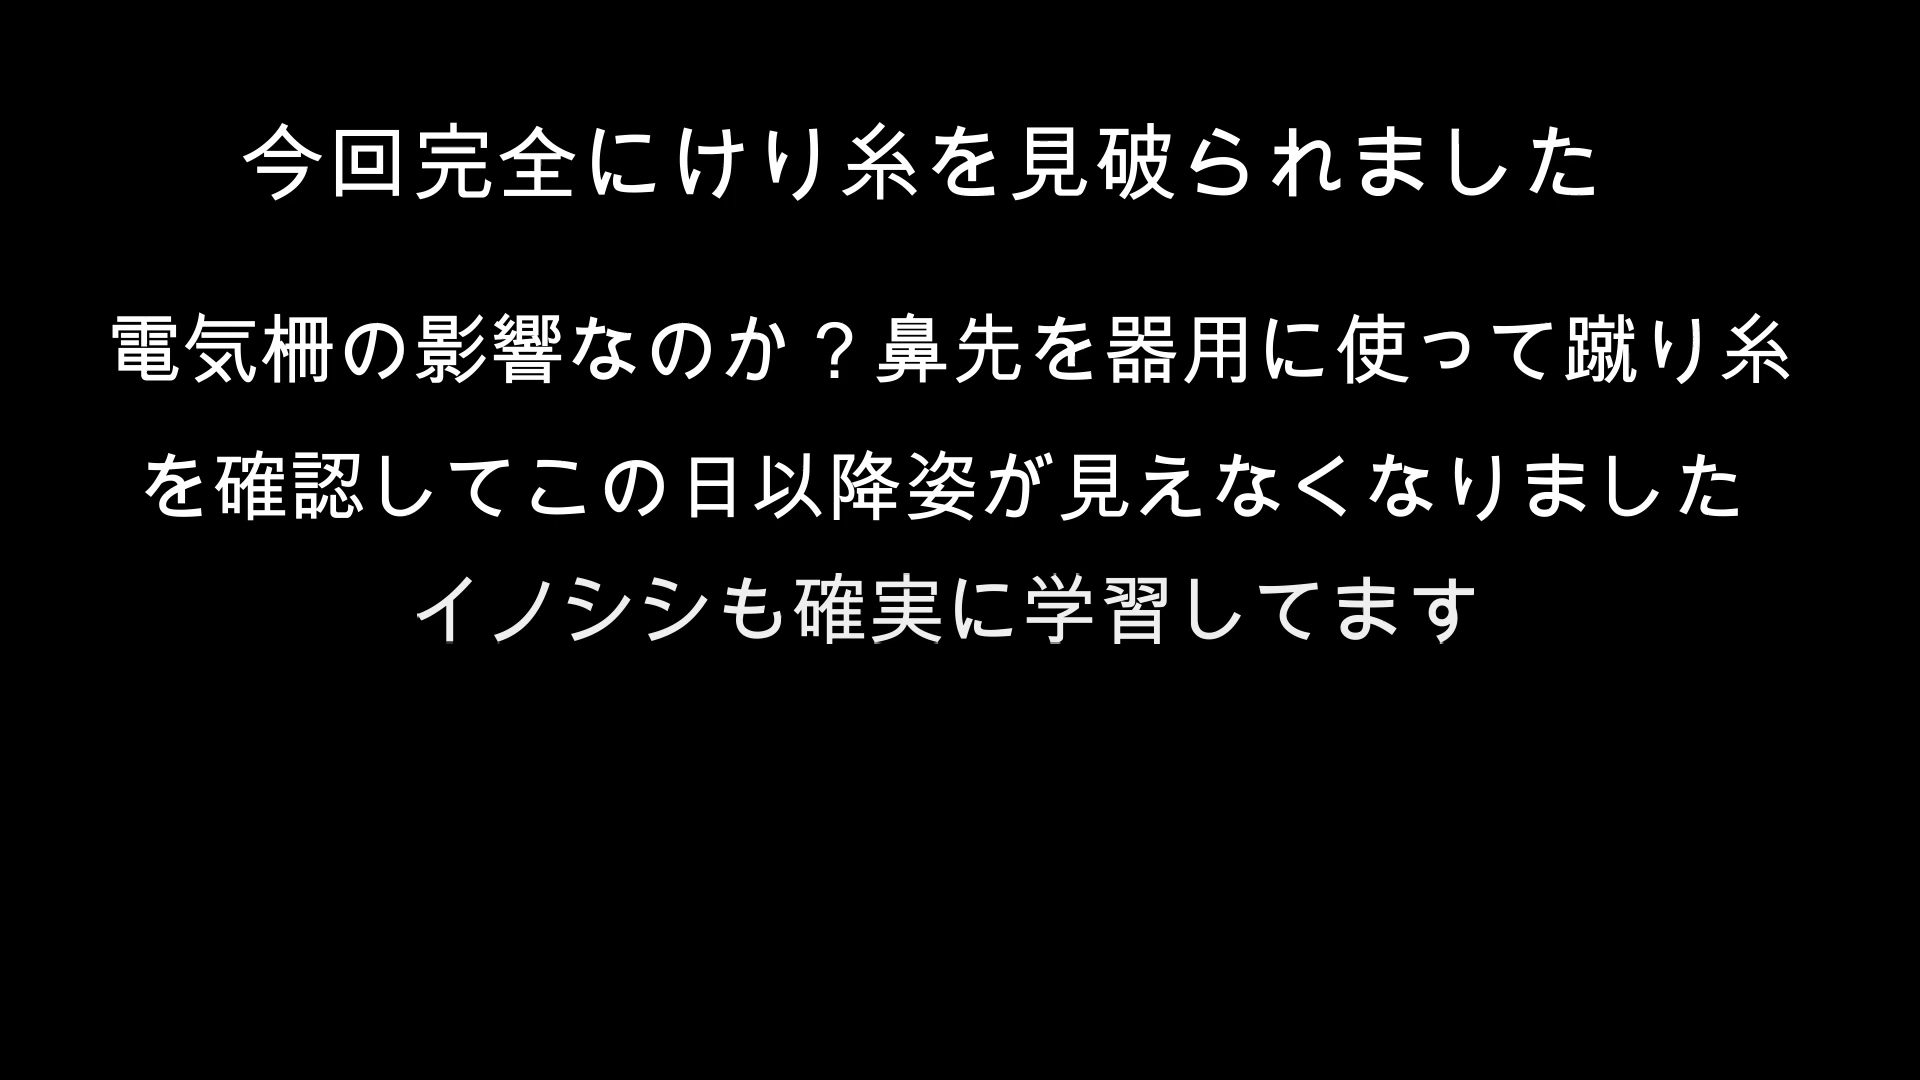 今回完全にけり糸を見破られました
電気柵の影響なのか？鼻先を器用に使って蹴り糸
を確認してこの日以降姿が見えなくなりました
イノシシも確実に学習してます